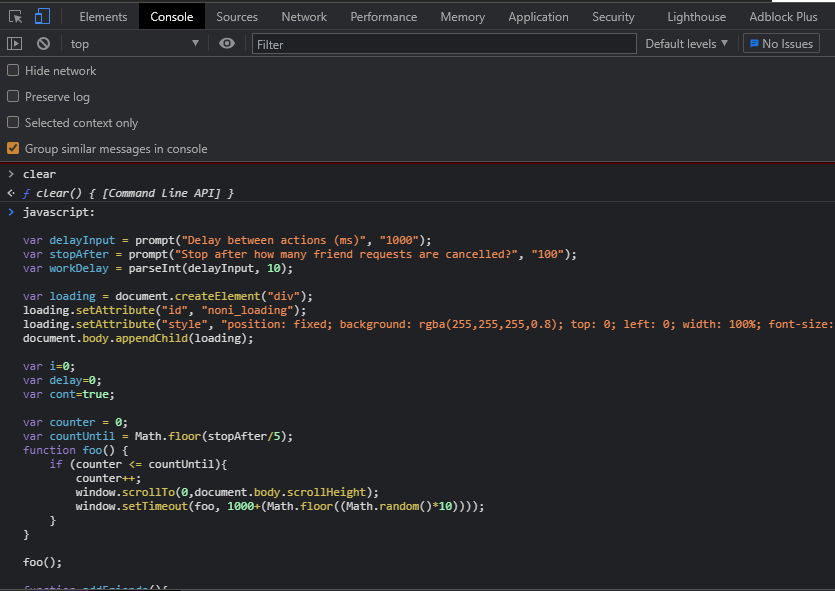 Elements Console Sources Network Performance Memory Application Security Lighthouse Adblock Plus
top Filter Default levels No Issues
Hide network
Preserve log
Selected context only
Group similar messages in console
clear
ƒ clear() { [Command Line API] }
javascript:
var delayInput = prompt("Delay between actions (ms)", "1000");
var stopAfter = prompt("Stop after how many friend requests are cancelled?", "100");
var workDelay = parseInt(delayInput, 10);
var loading = document.createElement("div");
loading.setAttribute("id", "noni_loading");
loading.setAttribute("style", "position: fixed; background: rgba(255,255,255,0.8); top: 0; left: 0; width: 100%; font-size:
document.body.appendChild(loading);
var i=0;
var delay=0;
var cont=true;
var counter = 0;
var countUntil = Math.floor(stopAfter/5);
function foo() {
if (counter <= countUntil){
counter++;
window.scrollTo(0,document.body.scrollHeight);
window.setTimeout(foo, 1000+(Math.floor((Math.random()*10))));
}
}
foo();
function addFriends(){